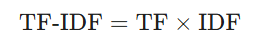 TF-IDF = TF × IDF